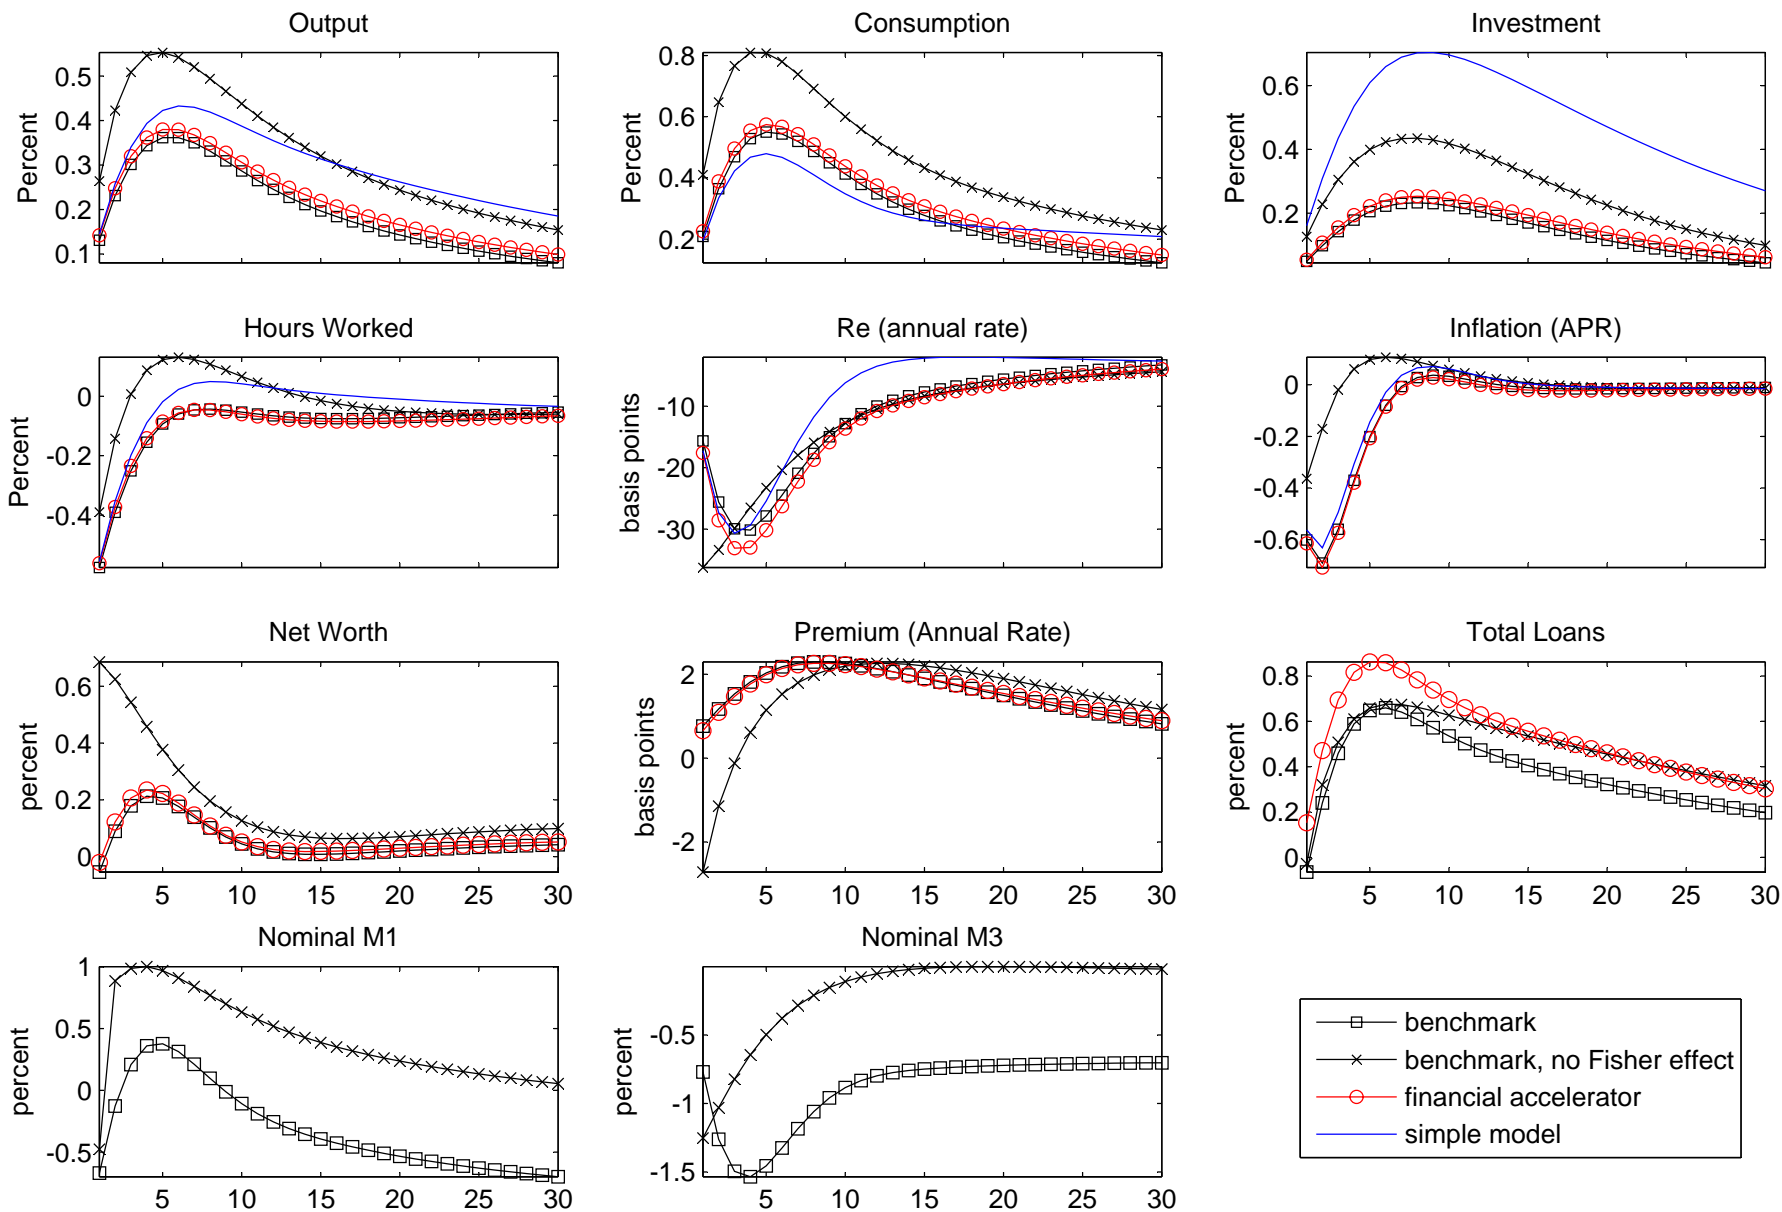 Output
Consumption
Investment
Percent
0.5
0.4
0.3
0.2
0.1
Percent
0.8
0.6
0.4
0.2
Percent
0.6
0.4
0.2
Hours Worked
Re (annual rate)
Inflation (APR)
Percent
0
-0.2
-0.4
basis points
-10
-20
-30
0
-0.2
-0.4
-0.6
Net Worth
Premium (Annual Rate)
Total Loans
percent
0.6
0.4
0.2
0
basis points
2
0
-2
percent
0.8
0.6
0.4
0.2
0
5 10 15 20 25 30
5 10 15 20 25 30
Nominal M1
Nominal M3
percent
1
0.5
0
-0.5
5 10 15 20 25 30
percent
-0.5
-1
-1.5
5 10 15 20 25 30
benchmark
benchmark, no Fisher effect
financial accelerator
simple model